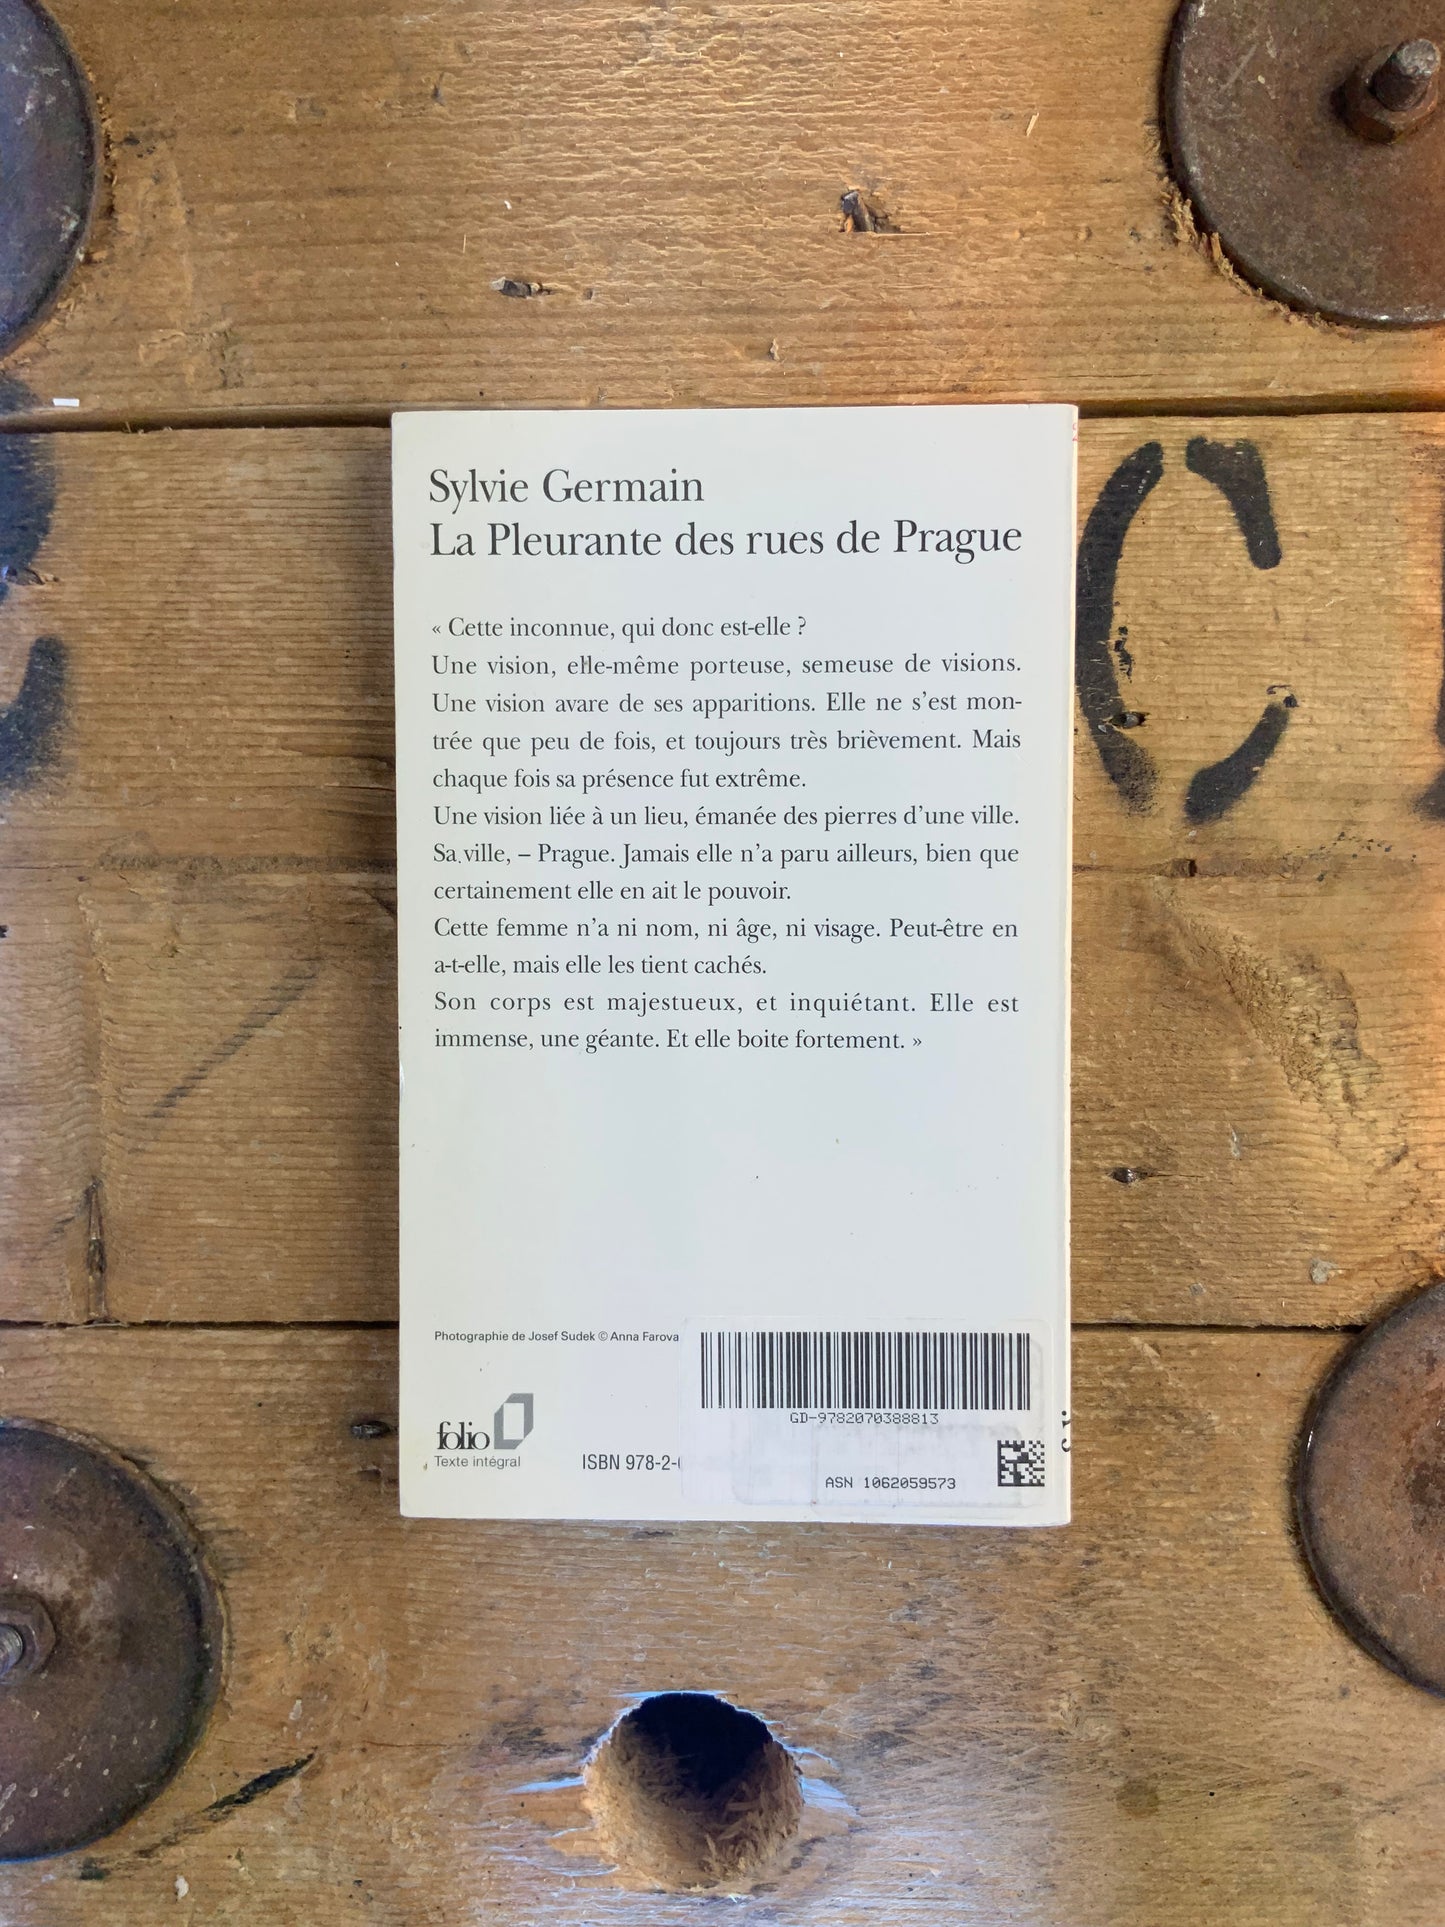 Sylvie Germain
La Pleurante des rues de Prague
« Cette inconnue, qui donc est-elle ?
Une vision, elle-même porteuse, semeuse de visions.
Une vision avare de ses apparitions. Elle ne s'est mon-
trée que peu de fois, et toujours très brièvement. Mais
chaque fois sa présence fut extrême.
Une vision liée à un lieu, émanée des pierres d'une ville.
Sa ville, – Prague. Jamais elle n'a paru ailleurs, bien que
certainement elle en ait le pouvoir.
Cette femme n'a ni nom, ni âge, ni visage. Peut-être en
a-t-elle, mais elle les tient cachés.
Son corps est majestueux, et inquiétant. Elle est
immense, une géante. Et elle boite fortement. »
Photographie de Josef Sudek © Anna Farova
GD-9782070388813
folio
Texte intégral
ISBN 978-2-
ASN 1062059573
C